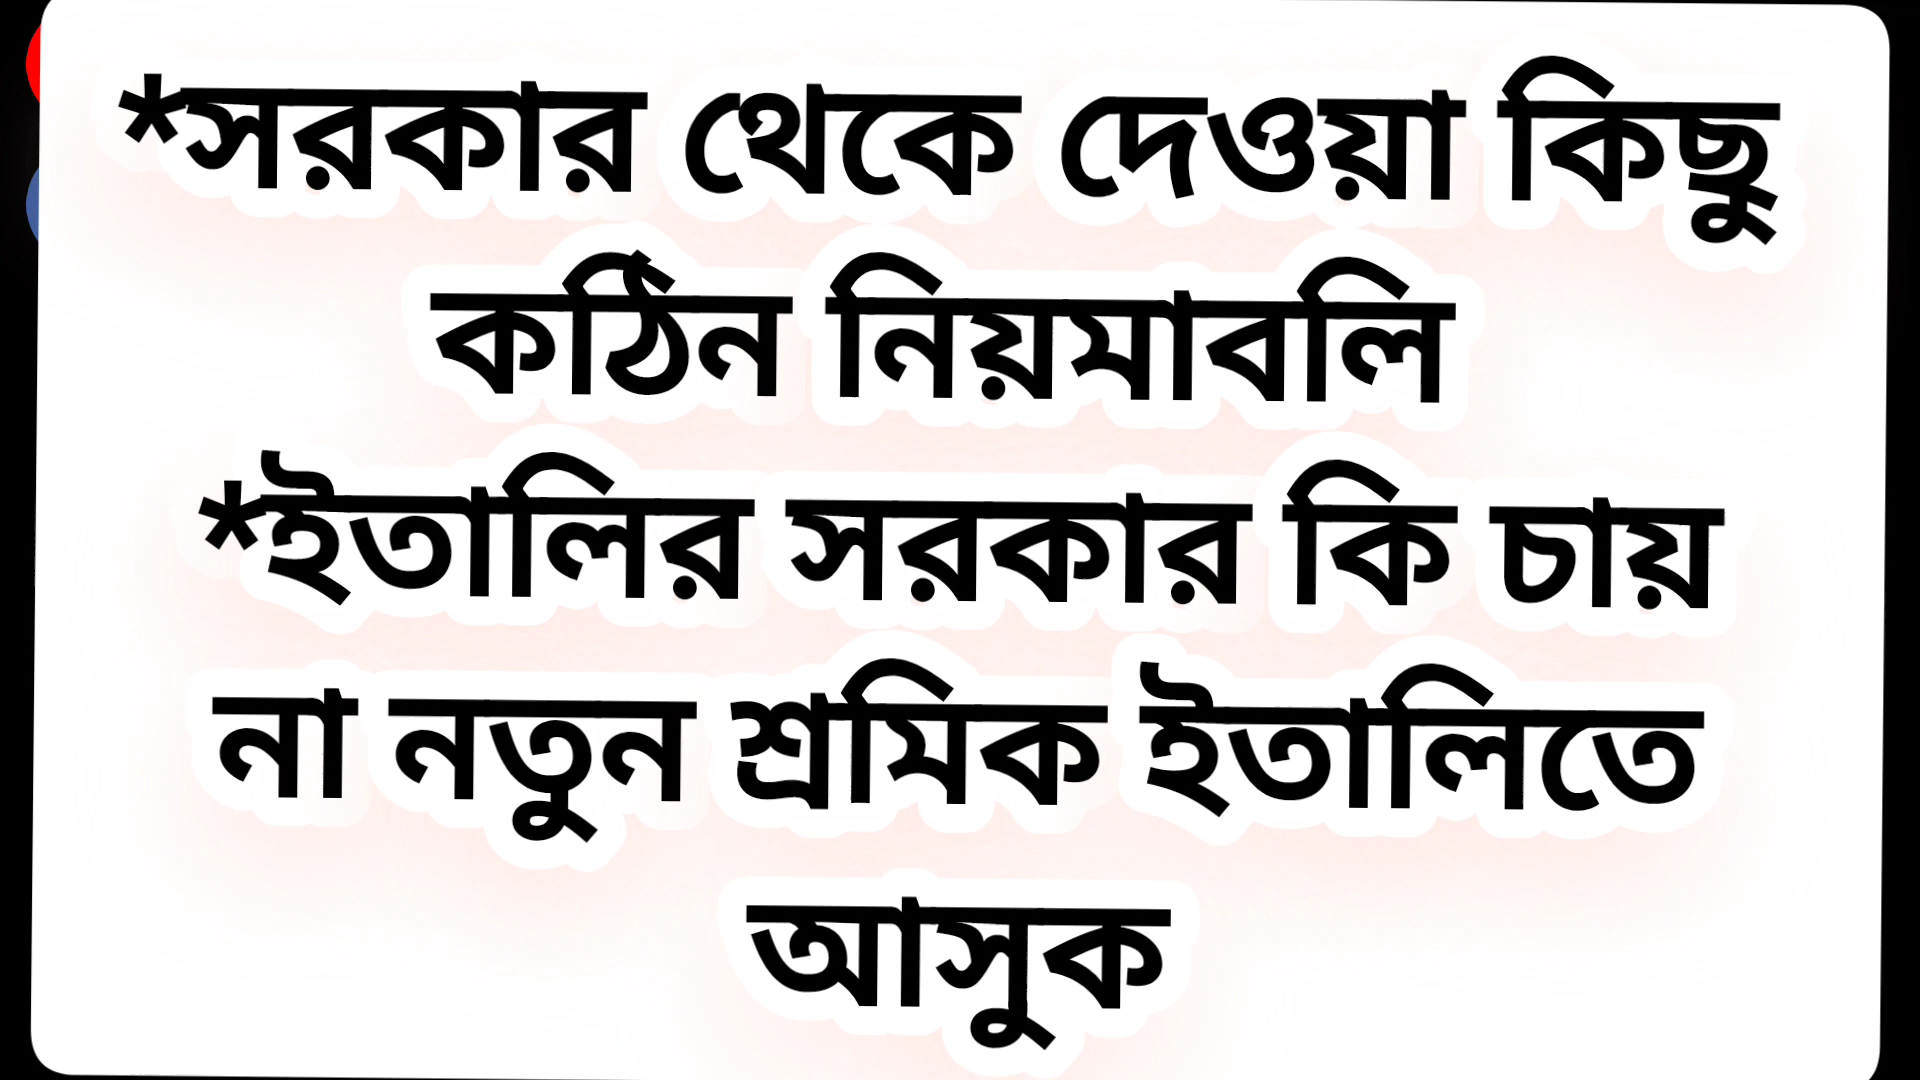 *সরকার থেকে দেওয়া কিছু
কঠিন নিয়মাবলি
*ইতালির সরকার কি চায়
না নতুন শ্রমিক ইতালিতে
আসুক